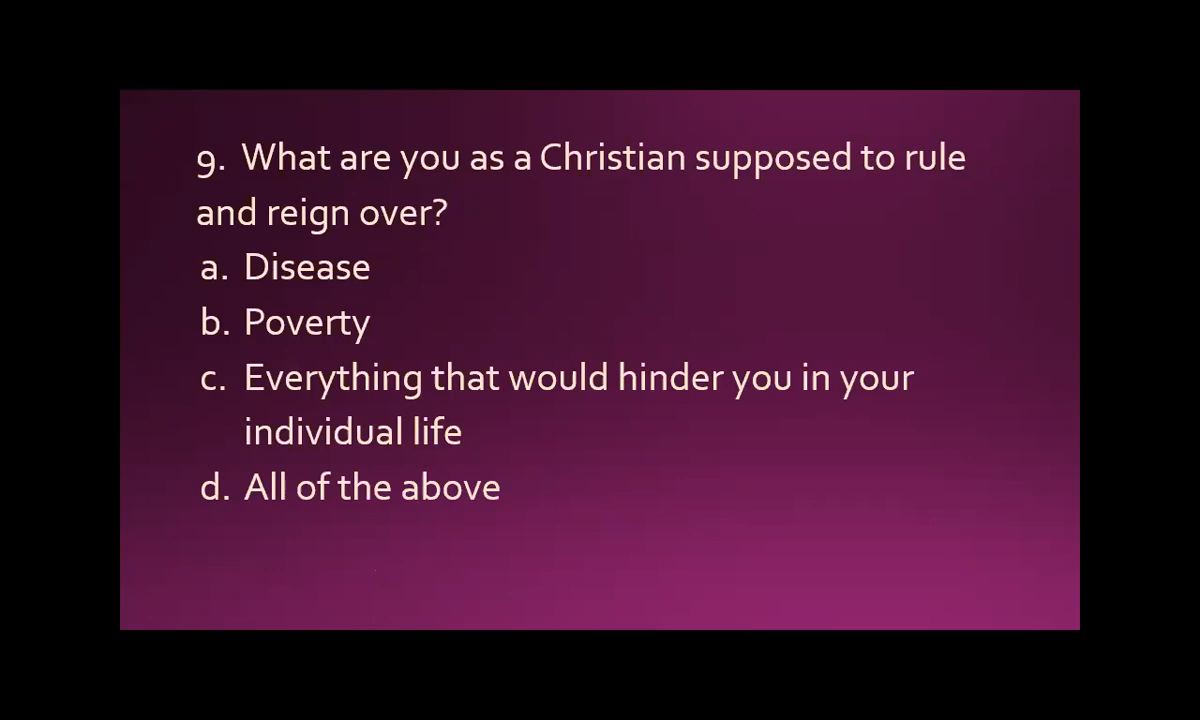 9. What are you as a Christian supposed to rule
and reign over?
a. Disease
b. Poverty
c. Everything that would hinder you in your
individual life
d. All of the above